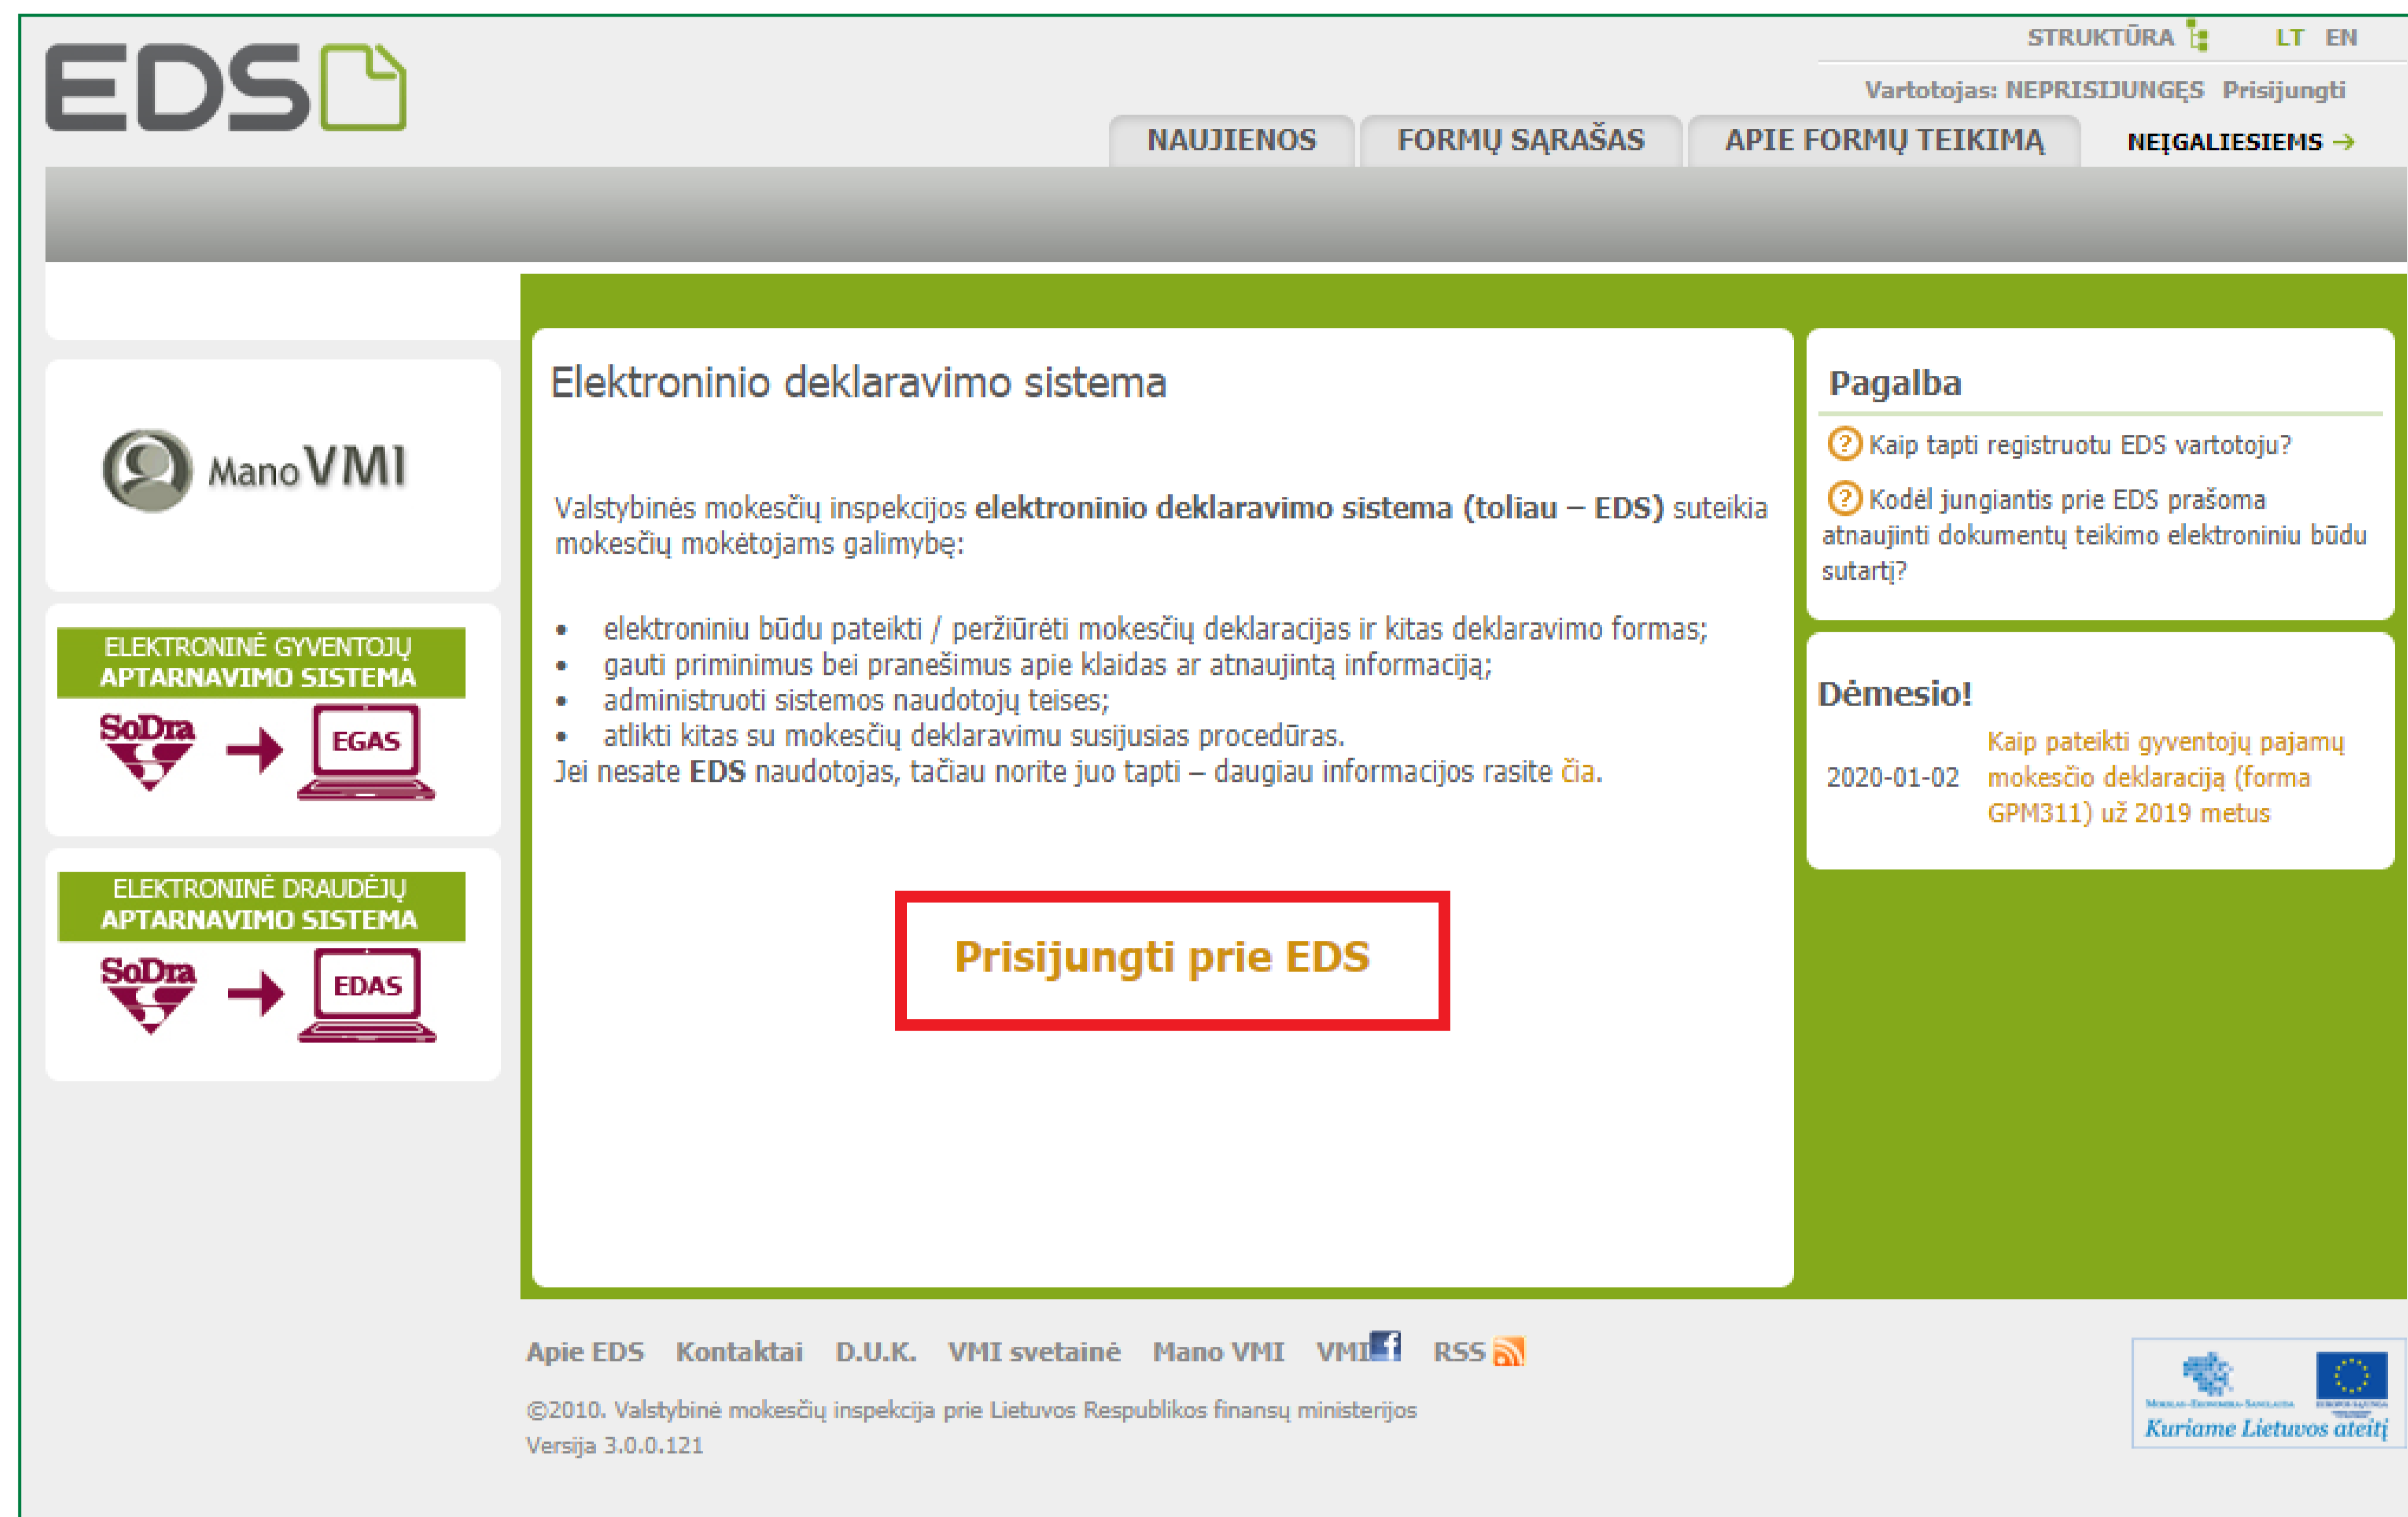 EDS
STRUKTŪRA LT EN
Vartotojas: NEPRISIJUNGĘS Prisijungti
NAUJIENOS FORMŲ SĄRAŠAS APIE FORMŲ TEIKIMĄ NEĮGALIESIEMS →
Mano VMI
ELEKTRONINĖ GYVENTOJŲ
APTARNAVIMO SISTEMA
SoDra → EGAS
ELEKTRONINĖ DRAUDĖJŲ
APTARNAVIMO SISTEMA
SoDra → EDAS
Elektroninio deklaravimo sistema
Valstybinės mokesčių inspekcijos elektroninio deklaravimo sistema (toliau – EDS) suteikia
mokesčių mokėtojams galimybę:
• elektroniniu būdu pateikti / peržiūrėti mokesčių deklaracijas ir kitas deklaravimo formas;
• gauti priminimus bei pranešimus apie klaidas ar atnaujintą informaciją;
• administruoti sistemos naudotojų teises;
• atlikti kitas su mokesčių deklaravimu susijusias procedūras.
Jei nesate EDS naudotojas, tačiau norite juo tapti – daugiau informacijos rasite čia.
Prisijungti prie EDS
Pagalba
? Kaip tapti registruotu EDS vartotoju?
? Kodėl jungiantis prie EDS prašoma
atnaujinti dokumentų teikimo elektroniniu būdu
sutartį?
Dėmesio!
2020-01-02
Kaip pateikti gyventojų pajamų
mokesčio deklaraciją (forma
GPM311) už 2019 metus
Apie EDS Kontaktai D.U.K. VMI svetainė Mano VMI VMI f RSS
©2010. Valstybinė mokesčių inspekcija prie Lietuvos Respublikos finansų ministerijos
Versija 3.0.0.121
Kuriame Lietuvos ateitį